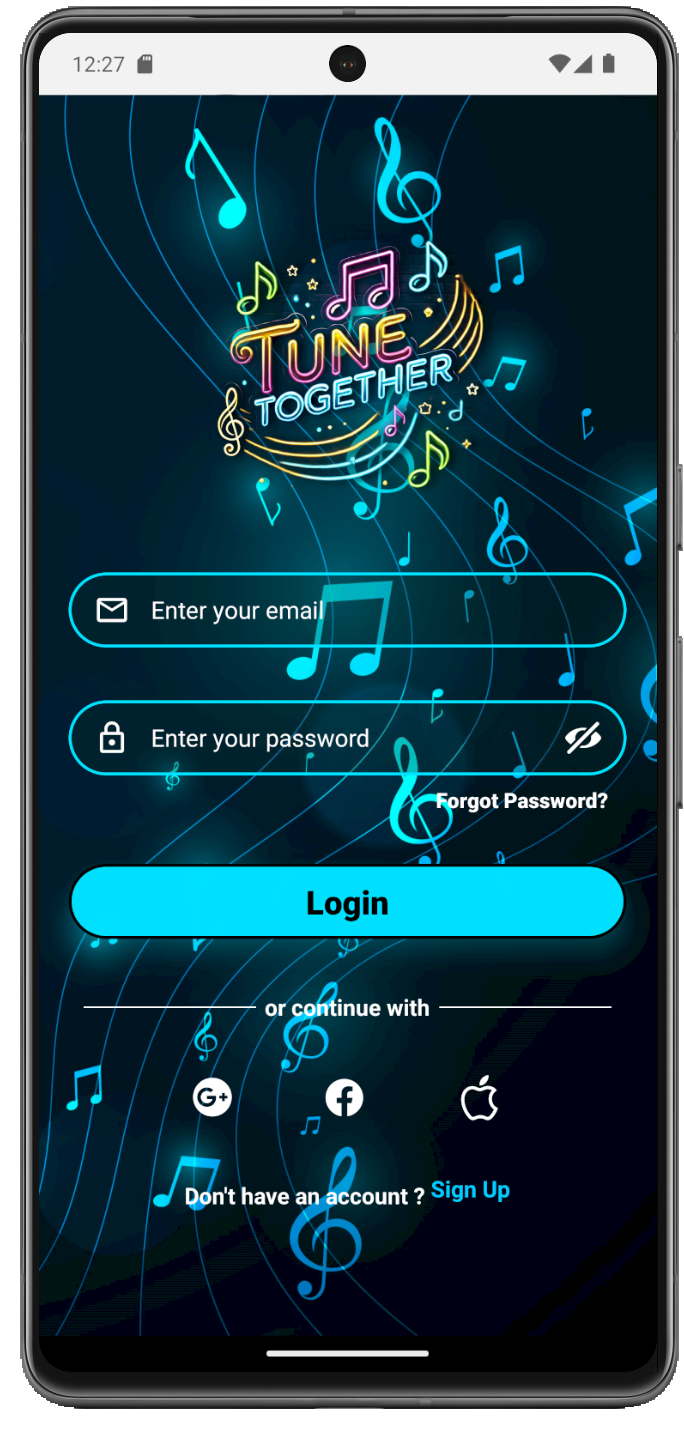 12:27
TUNE
TOGETHER
Enter your email
Enter your password
Forgot Password?
Login
or continue with
G+
Don't have an account ? Sign Up